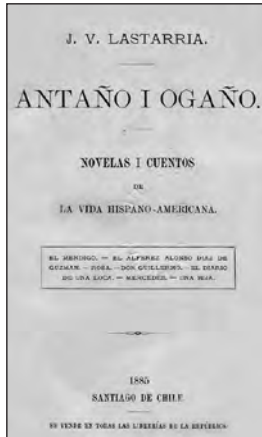 J. V. LASTARRIA.
ANTAÑO I OGAÑO.
NOVELAS I CUENTOS
DE
LA VIDA HISPANO-AMERICANA.
EL MENDIGO. — EL ALFEREZ ALONSO DIAZ DE
GUZMAN. — ROSA. — DON GUILLERMO. — EL DIARIO
DE UNA LOCA. — MERCEDES. — UNA HIJA.
1885
SANTIAGO DE CHILE
SE VENDE EN TODAS LAS LIBRERÍAS DE LA REPÚBLICA